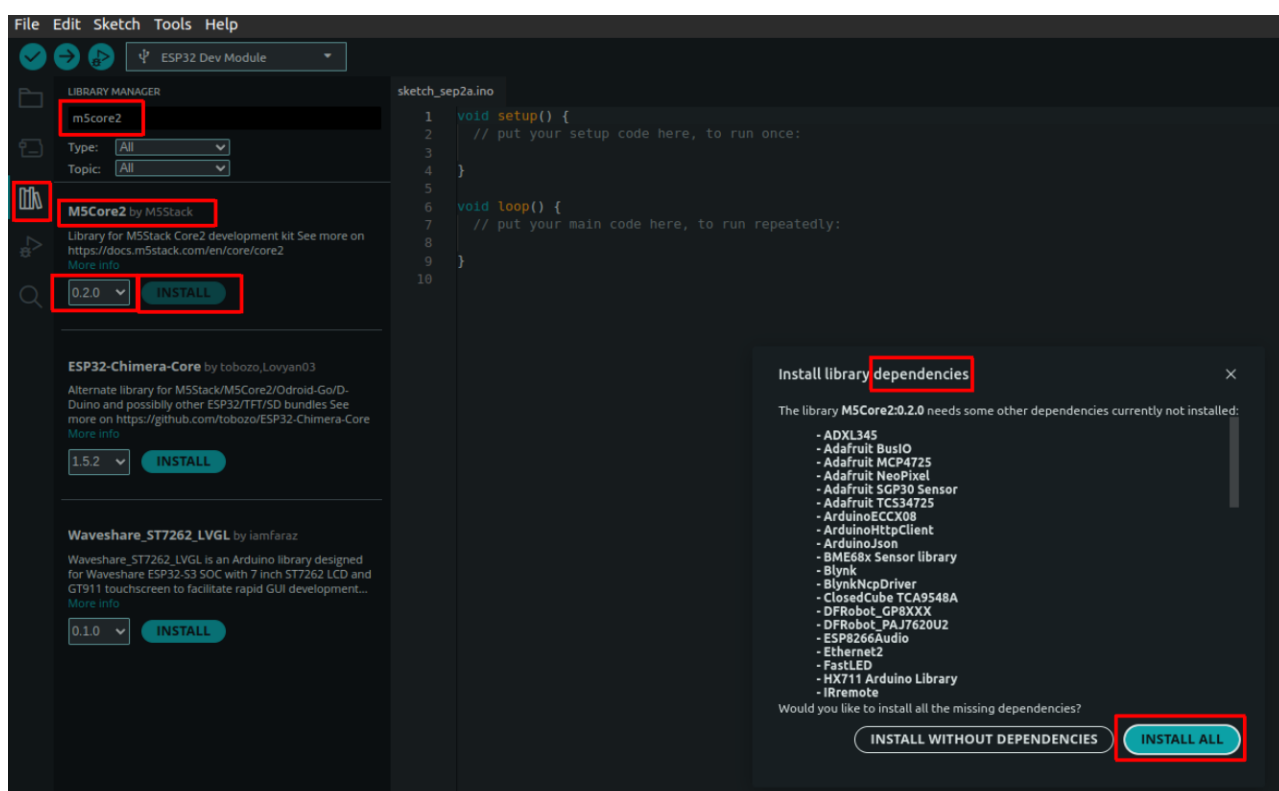 File Edit Sketch Tools Help
ESP32 Dev Module
LIBRARY MANAGER
m5core2
Type: All
Topic: All
M5Core2 by M5Stack
Library for M5Stack Core2 development kit See more on
https://docs.m5stack.com/en/core/core2
More info
0.2.0 INSTALL
ESP32-Chimera-Core by tobozo,Lovyan03
Alternate library for M5Stack/M5Core2/Odroid-Go/D-
Duino and possiblly other ESP32/TFT/SD bundles See
more on https://github.com/tobozo/ESP32-Chimera-Core
More info
1.5.2 INSTALL
Waveshare_ST7262_LVGL by iamfaraz
Waveshare_ST7262_LVGL is an Arduino library designed
for Waveshare ESP32-S3 SOC with 7 inch ST7262 LCD and
GT911 touchscreen to facilitate rapid GUI development...
More info
0.1.0 INSTALL
sketch_sep2a.ino
1 void setup() {
2 // put your setup code here, to run once:
3
4 }
5
6 void loop() {
7 // put your main code here, to run repeatedly:
8
9 }
10
Install library dependencies
The library M5Core2:0.2.0 needs some other dependencies currently not installed:
- ADXL345
- Adafruit BusIO
- Adafruit MCP4725
- Adafruit NeoPixel
- Adafruit SGP30 Sensor
- Adafruit TCS34725
- ArduinoECCX08
- ArduinoHttpClient
- ArduinoJson
- BME68x Sensor library
- Blynk
- BlynkNcpDriver
- ClosedCube TCA9548A
- DFRobot_GP8XXX
- DFRobot_PAJ7620U2
- ESP8266Audio
- Ethernet2
- FastLED
- HX711 Arduino Library
- IRremote
Would you like to install all the missing dependencies?
INSTALL WITHOUT DEPENDENCIES INSTALL ALL